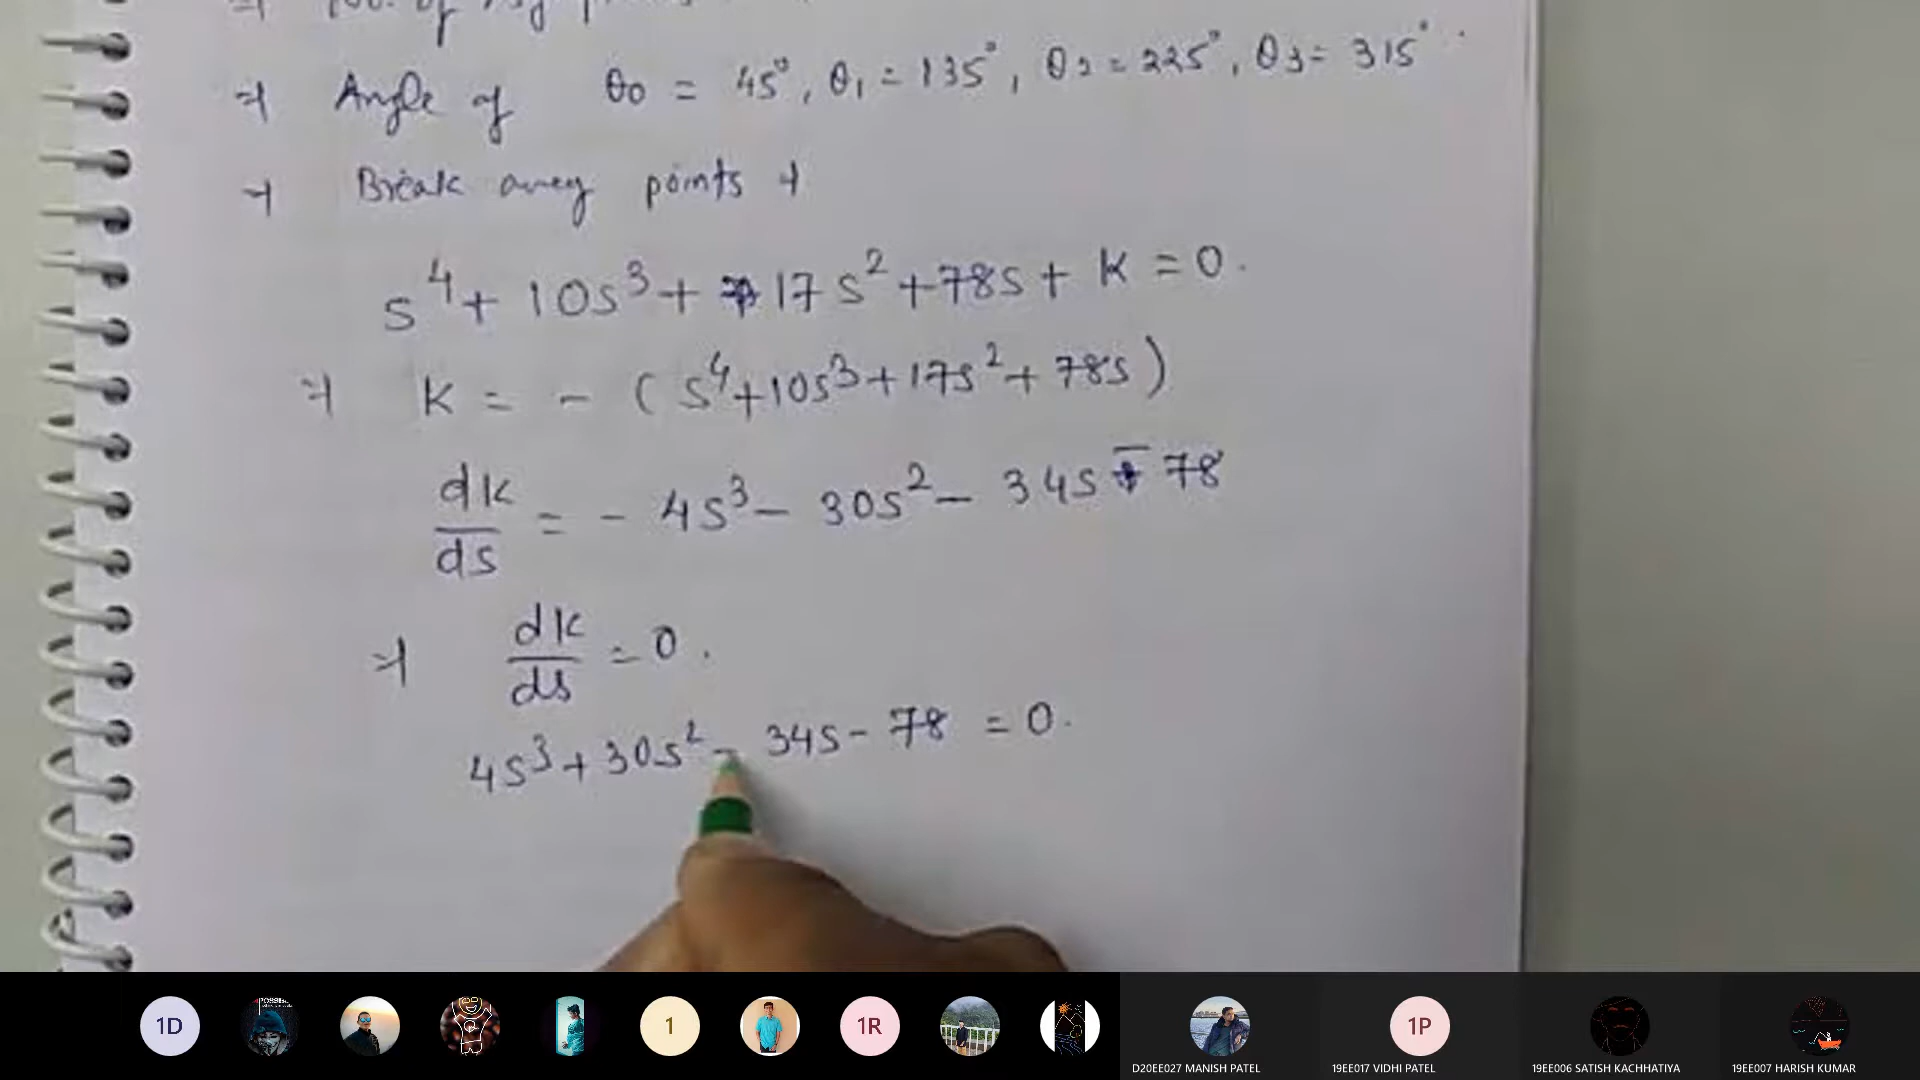 ⇒ Angle of θ0 = 45°, θ1 = 135°, θ2 = 225°, θ3 = 315°.
⇒ Break away points ⇒
s⁴ + 10s³ + 17s² + 78s + k = 0.
⇒ k = - (s⁴+10s³+17s²+78s)
dk/ds = - 4s³ - 30s² - 34s - 78
⇒ dk/ds = 0.
4s³ + 30s² - 34s - 78 = 0.
1D 1 1R 1P
D20EE027 MANISH PATEL 19EE017 VIDHI PATEL 19EE006 SATISH KACHHATIYA 19EE007 HARISH KUMAR